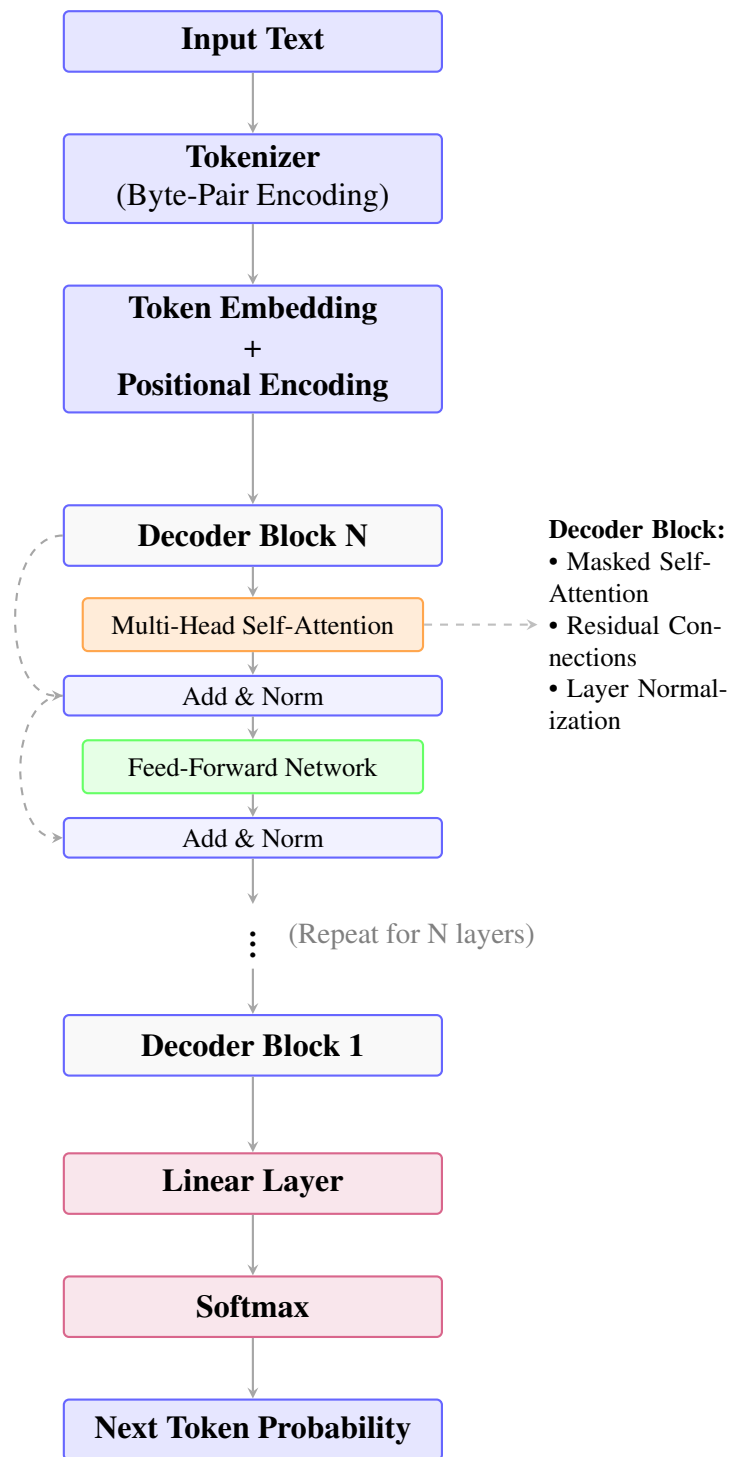 Input Text
Tokenizer
(Byte-Pair Encoding)
Token Embedding
+
Positional Encoding
Decoder Block N
Multi-Head Self-Attention
Add & Norm
Feed-Forward Network
Add & Norm
Decoder Block:
• Masked Self-
Attention
• Residual Con-
nections
• Layer Normal-
ization
(Repeat for N layers)
Decoder Block 1
Linear Layer
Softmax
Next Token Probability